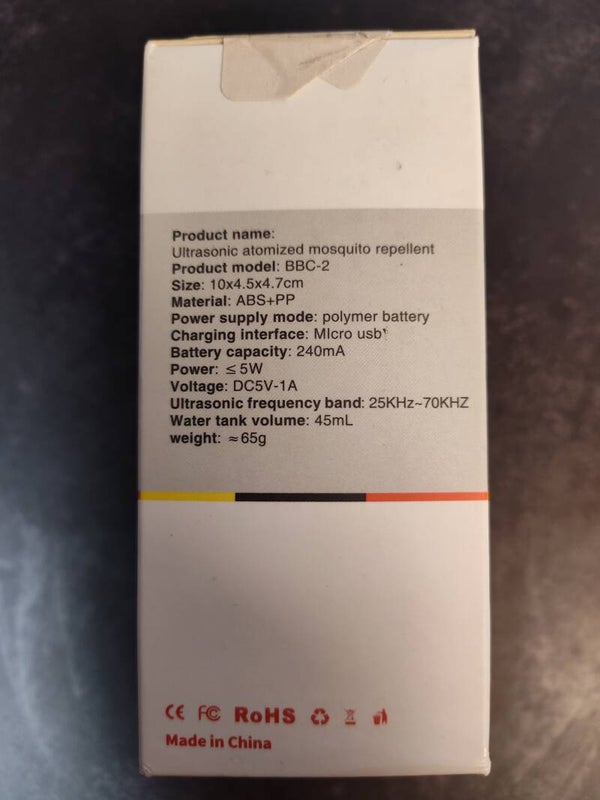 Product name:
Ultrasonic atomized mosquito repellent
Product model: BBC-2
Size: 10x4.5x4.7cm
Material: ABS+PP
Power supply mode: polymer battery
Charging interface: MIcro usb
Battery capacity: 240mA
Power: ≤5W
Voltage: DC5V-1A
Ultrasonic frequency band: 25KHz~70KHZ
Water tank volume: 45mL
weight: ≈65g
CE FC RoHS
Made in China